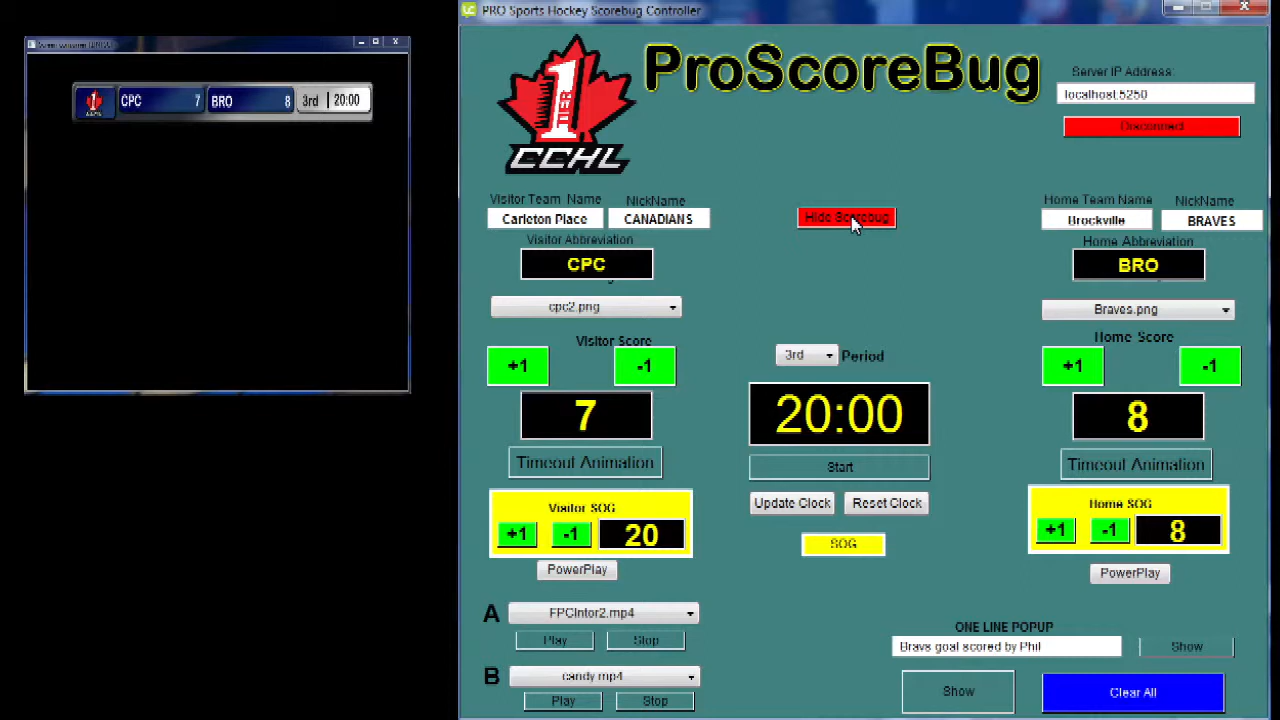 PRO Sports Hockey Scorebug Controller
CPC 7 BRO 8 3rd 20:00
1
TIER
CCHL
ProScoreBug
Server IP Address:
localhost:5250
Disconnect
Visitor Team Name NickName
Carleton Place CANADIANS
Hide Scorebug
Home Team Name NickName
Brockville BRAVES
Visitor Abbreviation
CPC
Home Abbreviation
BRO
cpc2.png
Braves.png
Visitor Score
+1 -1
7
3rd Period
20:00
Home Score
+1 -1
8
Timeout Animation
Start
Timeout Animation
Update Clock Reset Clock
Visitor SOG
+1 -1 20
SOG
Home SOG
+1 -1 8
PowerPlay
PowerPlay
A FPCIntor2.mp4
Play Stop
B candy.mp4
Play Stop
ONE LINE POPUP
Bravs goal scored by Phil Show
Show Clear All